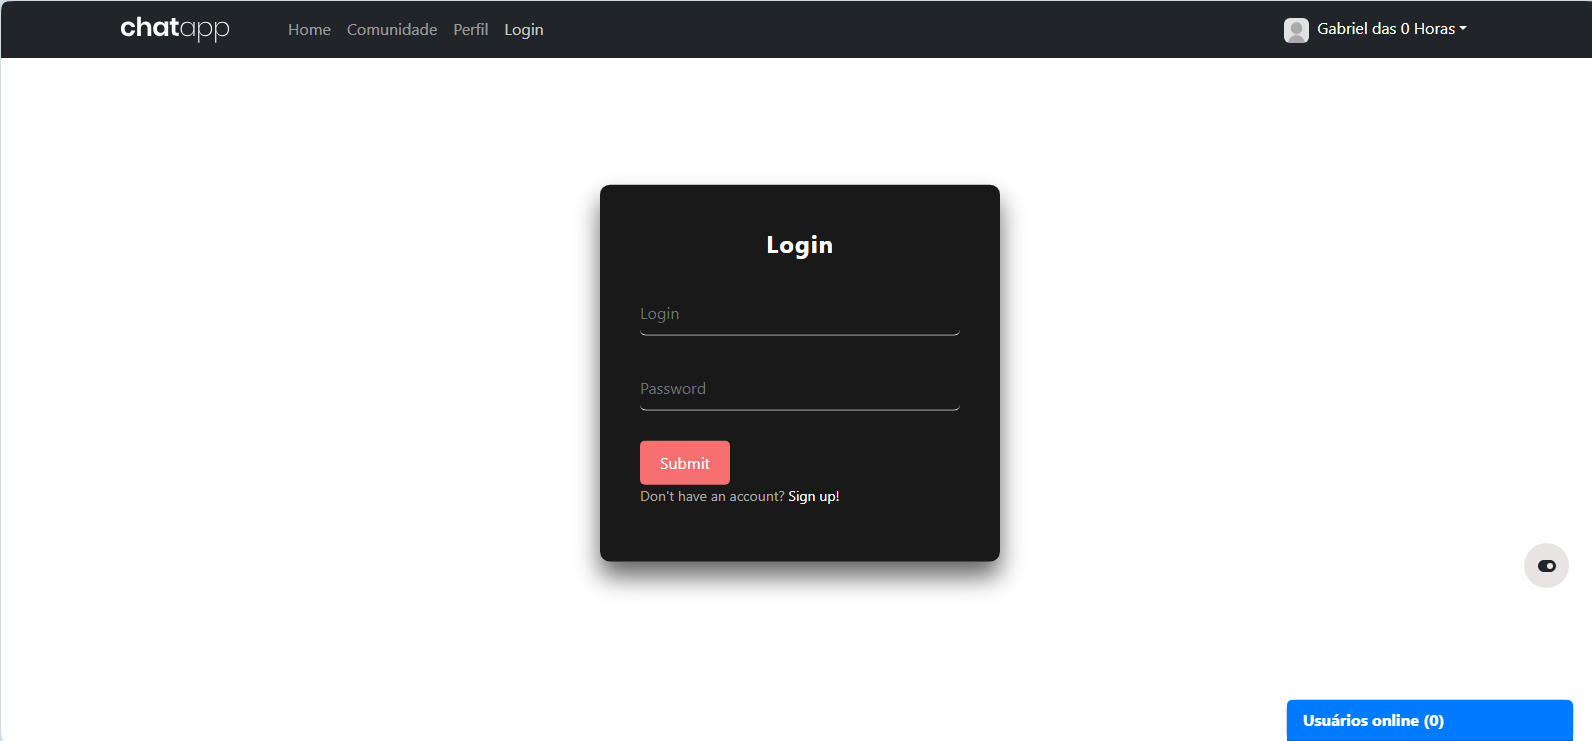 chatapp Home Comunidade Perfil Login Gabriel das 0 Horas
Login
Login
Password
Submit
Don't have an account? Sign up!
Usuários online (0)